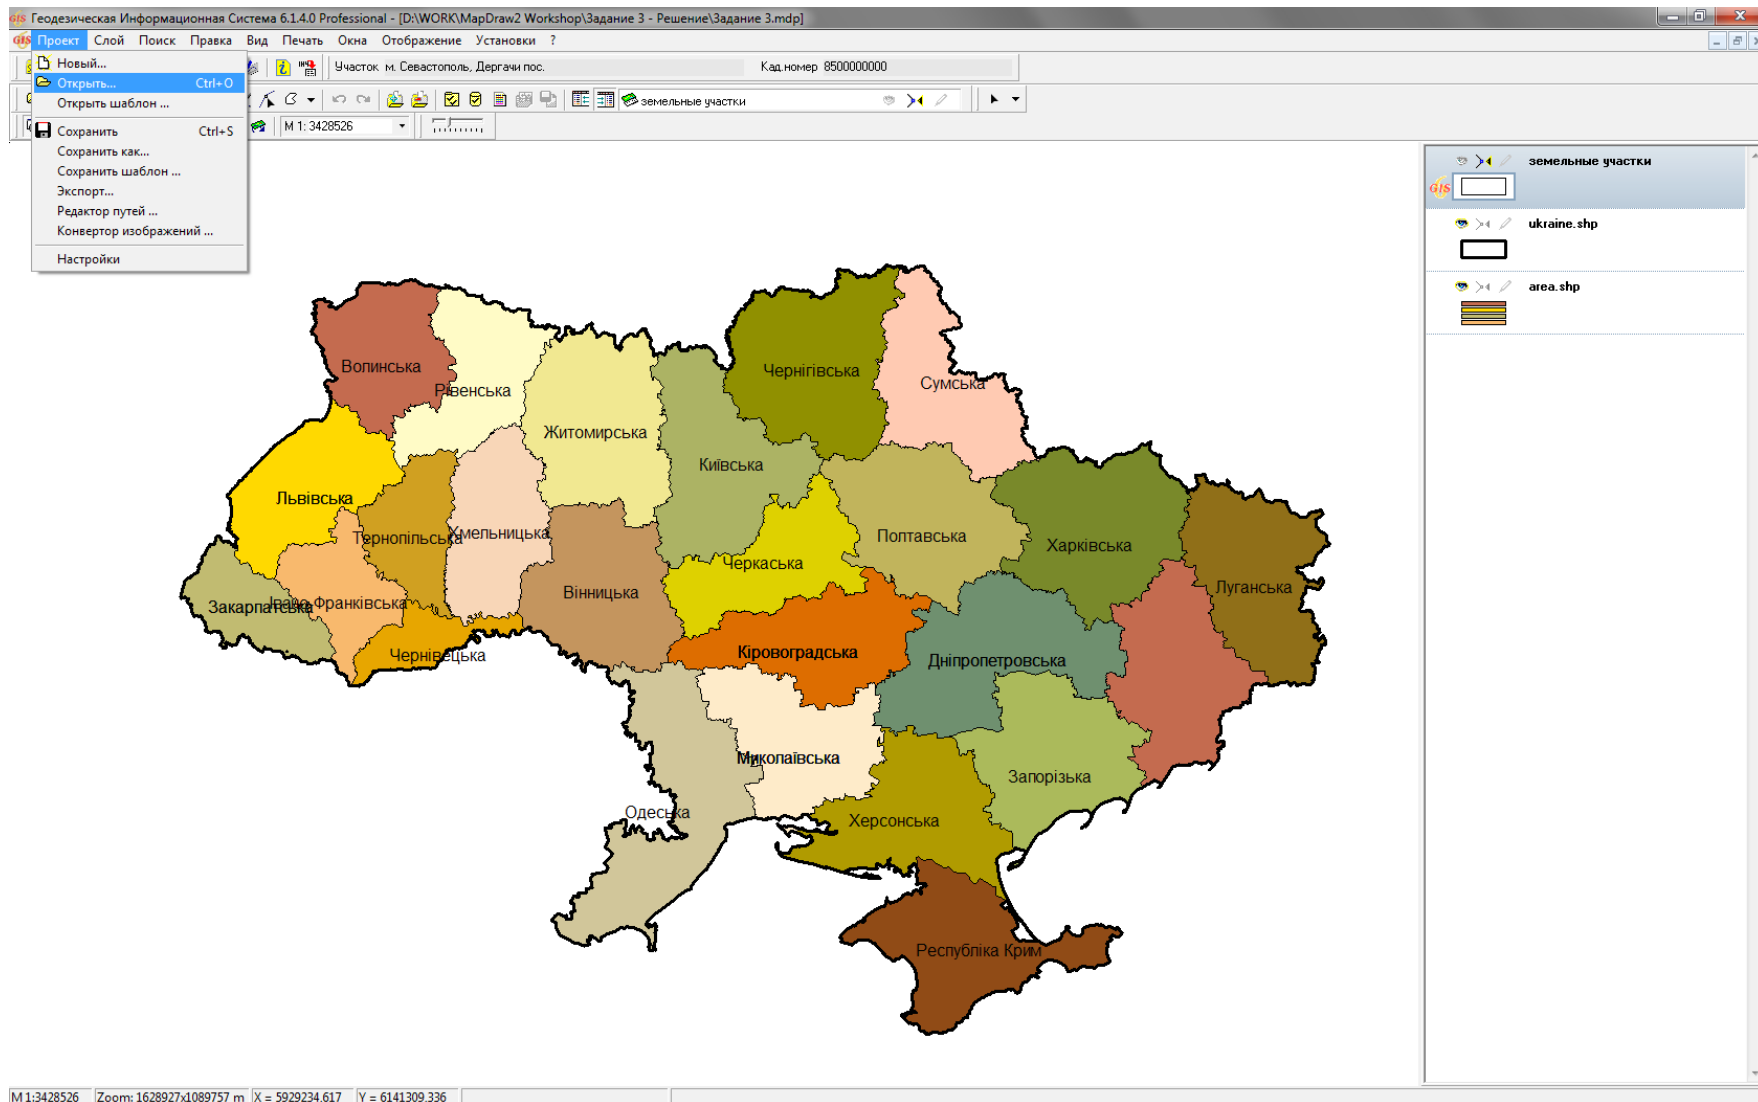 GIS Геодезическая Информационная Система 6.1.4.0 Professional - [D:\WORK\MapDraw2 Workshop\Задание 3 - Решение\Задание 3.mdp]
GIS Проект Слой Поиск Правка Вид Печать Окна Отображение Установки ?
Новый...
Открыть... Ctrl+O
Открыть шаблон ...
Сохранить Ctrl+S
Сохранить как...
Сохранить шаблон ...
Экспорт...
Редактор путей ...
Конвертор изображений ...
Настройки
Участок м. Севастополь, Дергачи пос. Кад.номер 8500000000
земельные участки
M 1: 3428526
земельные участки
GIS
ukraine.shp
area.shp
Волинська
Рівенська
Житомирська
Київська
Чернігівська
Сумська
Львівська
Тернопільська
Хмельницька
Вінницька
Черкаська
Полтавська
Харківська
Луганська
Закарпатська
Івано Франківська
Чернівецька
Кіровоградська
Дніпропетровська
Миколаївська
Запорізька
Одеська
Херсонська
Республіка Крим
M 1:3428526 Zoom: 1628927x1089757 m X = 5929234.617 Y = 6141309.336